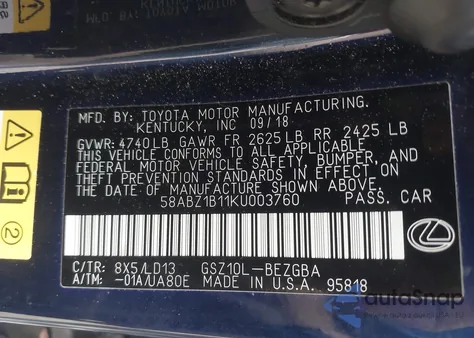 MFD. BY: TOYOTA MOTOR MANUFACTURING.
KENTUCKY, INC 09/18
GVWR: 4740LB GAWR FR 2625LB RR 2425 LB
THIS VEHICLE CONFORMS TO ALL APPLICABLE
FEDERAL MOTOR VEHICLE SAFETY, BUMPER, AND
THEFT PREVENTION STANDARDS IN EFFECT ON
THE DATE OF MANUFACTURE SHOWN ABOVE.
58ABZ1B11KU003760 PASS. CAR
C/TR: 8X5/LD13 GSZ10L-BEZGBA
A/TM: -01A/UA80E MADE IN U.S.A. 95818
2
autoSnap